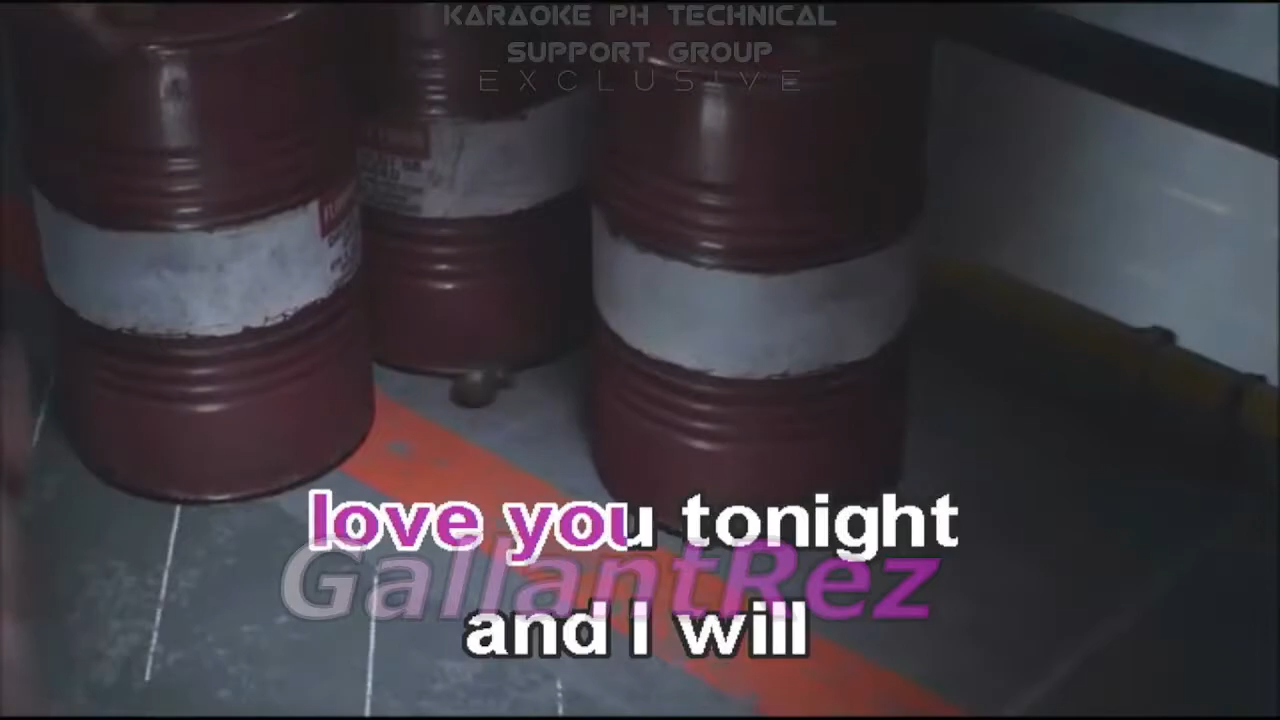 KARAOKE PH TECHNICAL
SUPPORT GROUP
EXCLUSIVE
love you tonight
GallantRez
and I will